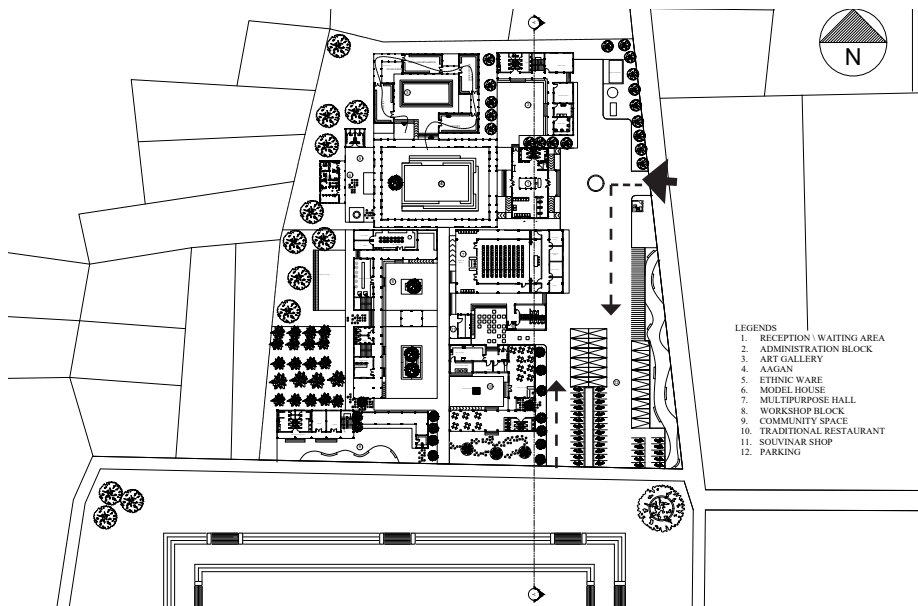 N
LEGENDS
1. RECEPTION \ WAITING AREA
2. ADMINISTRATION BLOCK
3. ART GALLERY
4. AAGAN
5. ETHNIC WARE
6. MODEL HOUSE
7. MULTIPURPOSE HALL
8. WORKSHOP BLOCK
9. COMMUNITY SPACE
10. TRADITIONAL RESTAURANT
11. SOUVINAR SHOP
12. PARKING